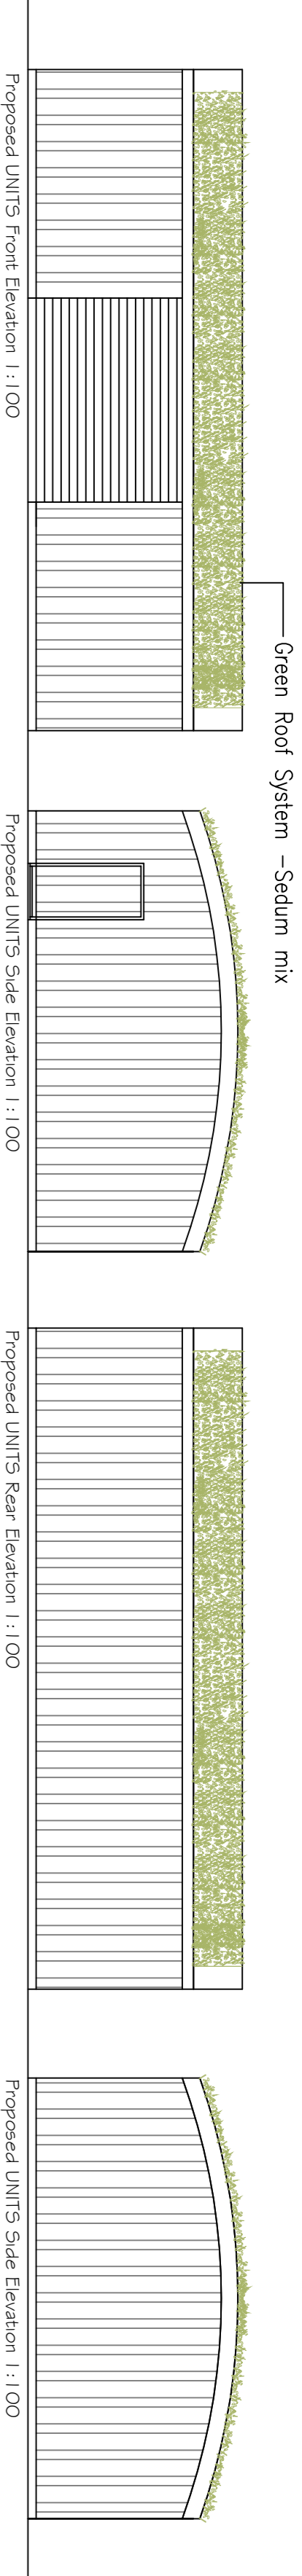 Green Roof System -Sedum mix
Proposed UNITS Front Elevation 1:100
Proposed UNITS Side Elevation 1:100
Proposed UNITS Rear Elevation 1:100
Proposed UNITS Side Elevation 1:100